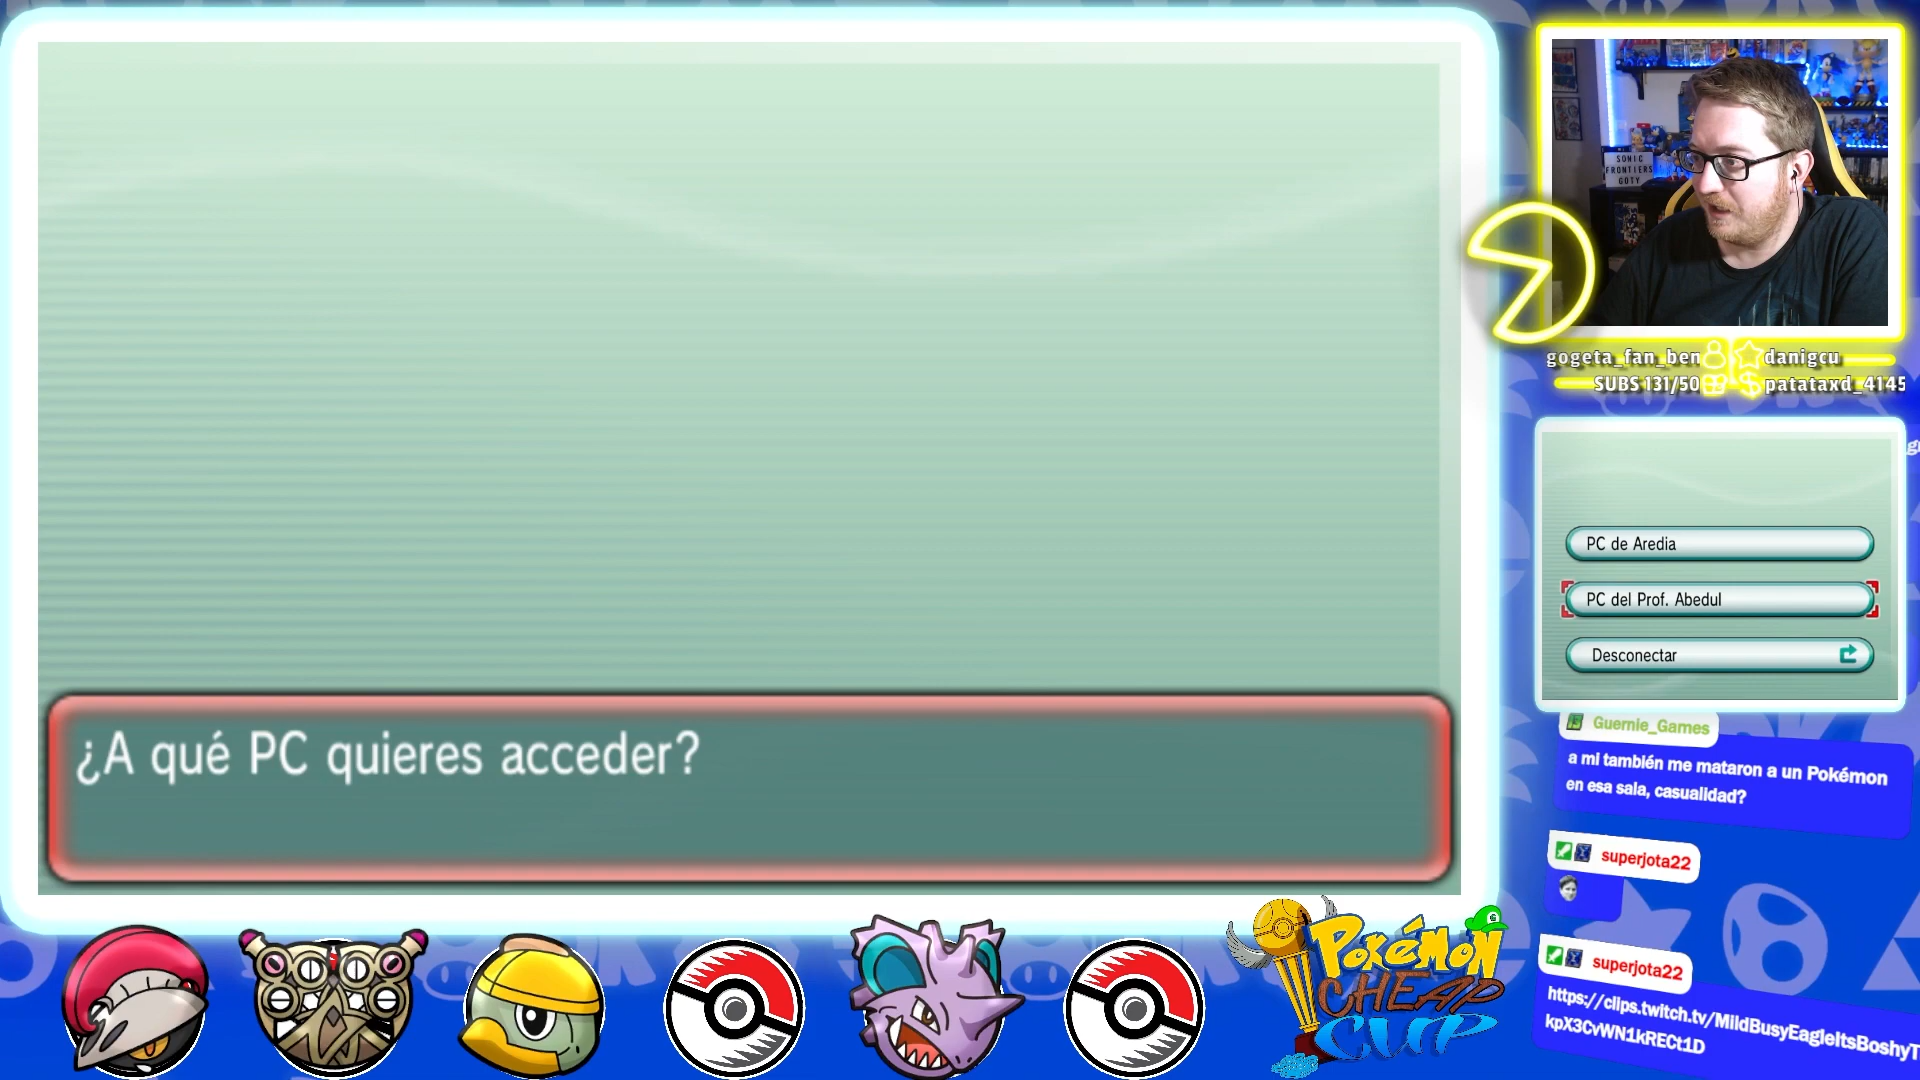 SONIC
FRONTIERS
GOTY
gogeta_fan_ben
danigcu
SUBS 131/50
patataxd_4145
PC de Aredia
PC del Prof. Abedul
Desconectar
¿A qué PC quieres acceder?
Guernie_Games
a mi también me mataron a un Pokémon
en esa sala, casualidad?
superjota22
superjota22
https://clips.twitch.tv/MildBusyEagleItsBoshyT
kpX3CvWN1kRECt1D
POKéMON
CHEAP
CUP